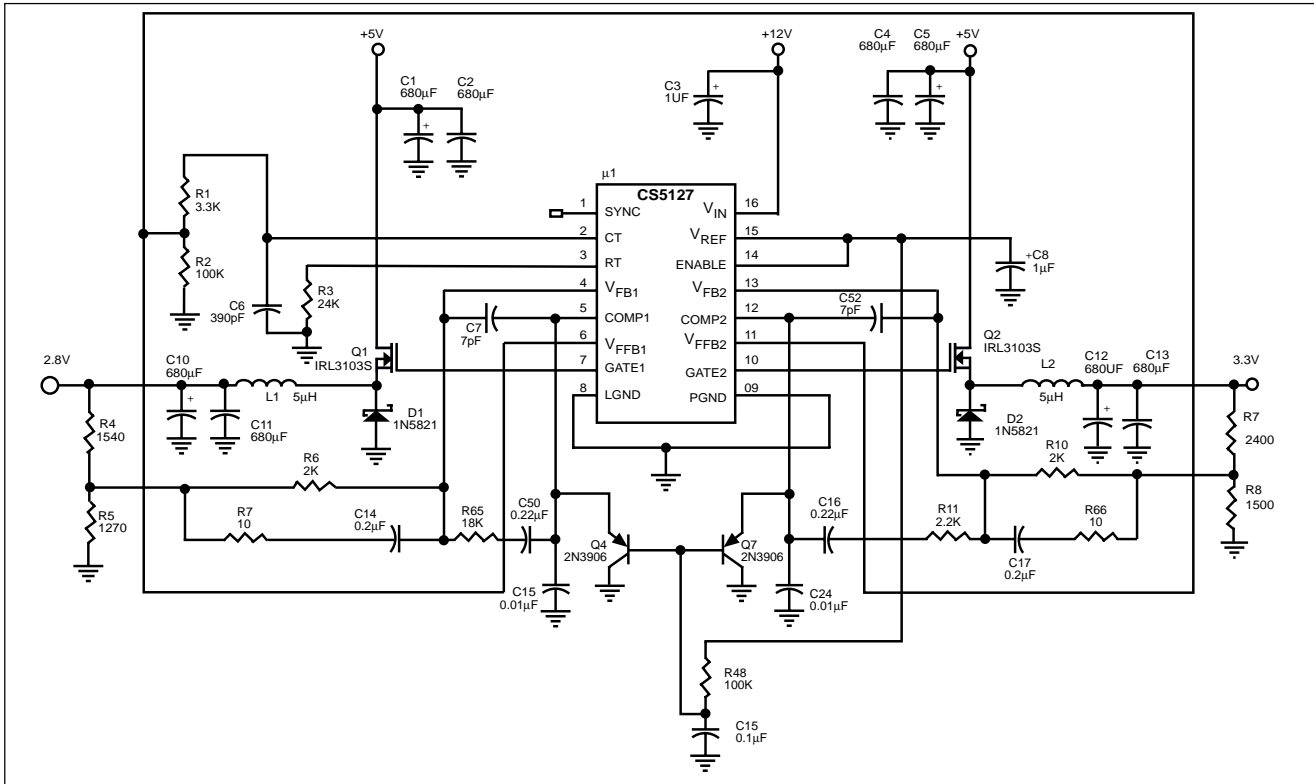 +5V
+12V
C4
680µF
C5
680µF
+5V
C1
680µF
C2
680µF
+
C3
1UF
+
+
µ1
CS5127
R1
3.3K
R2
100K
C6
390pF
R3
24K
1
SYNC
2
CT
3
RT
4
VFB1
5
COMP1
6
VFFB1
7
GATE1
8
LGND
VIN
16
VREF
15
ENABLE
14
VFB2
13
COMP2
12
VFFB2
11
GATE2
10
PGND
09
+C8
1µF
C7
7pF
C52
7pF
Q1
IRL3103S
Q2
IRL3103S
2.8V
C10
680µF
+
L1
5µH
C11
680µF
D1
1N5821
L2
5µH
C12
680UF
+
C13
680µF
3.3V
D2
1N5821
R4
1540
R5
1270
R6
2K
R7
10
C14
0.2µF
R65
18K
C50
0.22µF
Q4
2N3906
Q7
2N3906
C15
0.01µF
C24
0.01µF
C16
0.22µF
R11
2.2K
R10
2K
C17
0.2µF
R66
10
R7
2400
R8
1500
R48
100K
C15
0.1µF